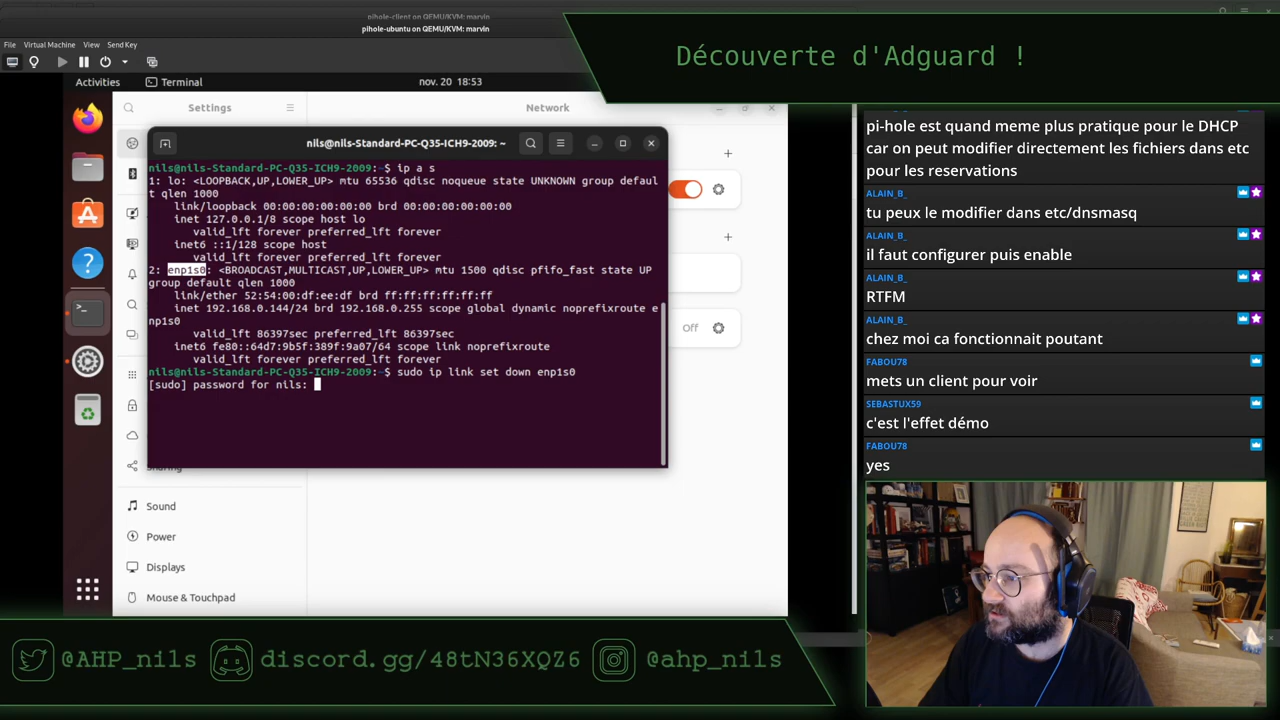 pihole-client on QEMU/KVM: marvin
pihole-ubuntu on QEMU/KVM: marvin
File Virtual Machine View Send Key
Activities Terminal nov. 20 18:53
Settings
Network
nils@nils-Standard-PC-Q35-ICH9-2009: ~
nils@nils-Standard-PC-Q35-ICH9-2009:~$ ip a s
1: lo: <LOOPBACK,UP,LOWER_UP> mtu 65536 qdisc noqueue state UNKNOWN group defaul
t qlen 1000
link/loopback 00:00:00:00:00:00 brd 00:00:00:00:00:00
inet 127.0.0.1/8 scope host lo
valid_lft forever preferred_lft forever
inet6 ::1/128 scope host
valid_lft forever preferred_lft forever
2: enp1s0: <BROADCAST,MULTICAST,UP,LOWER_UP> mtu 1500 qdisc pfifo_fast state UP
group default qlen 1000
link/ether 52:54:00:df:ee:df brd ff:ff:ff:ff:ff:ff
inet 192.168.0.144/24 brd 192.168.0.255 scope global dynamic noprefixroute e
np1s0
valid_lft 86397sec preferred_lft 86397sec
inet6 fe80::64d7:9b5f:389f:9a07/64 scope link noprefixroute
valid_lft forever preferred_lft forever
nils@nils-Standard-PC-Q35-ICH9-2009:~$ sudo ip link set down enp1s0
[sudo] password for nils:
Off
Sound
Power
Displays
Mouse & Touchpad
Découverte d'Adguard !
pi-hole est quand meme plus pratique pour le DHCP
car on peut modifier directement les fichiers dans etc
pour les reservations
ALAIN_B_
tu peux le modifier dans etc/dnsmasq
ALAIN_B_
il faut configurer puis enable
ALAIN_B_
RTFM
ALAIN_B_
chez moi ca fonctionnait poutant
FABOU78
mets un client pour voir
SEBASTUX59
c'est l'effet démo
FABOU78
yes
@AHP_nils discord.gg/48tN36XQZ6 @ahp_nils